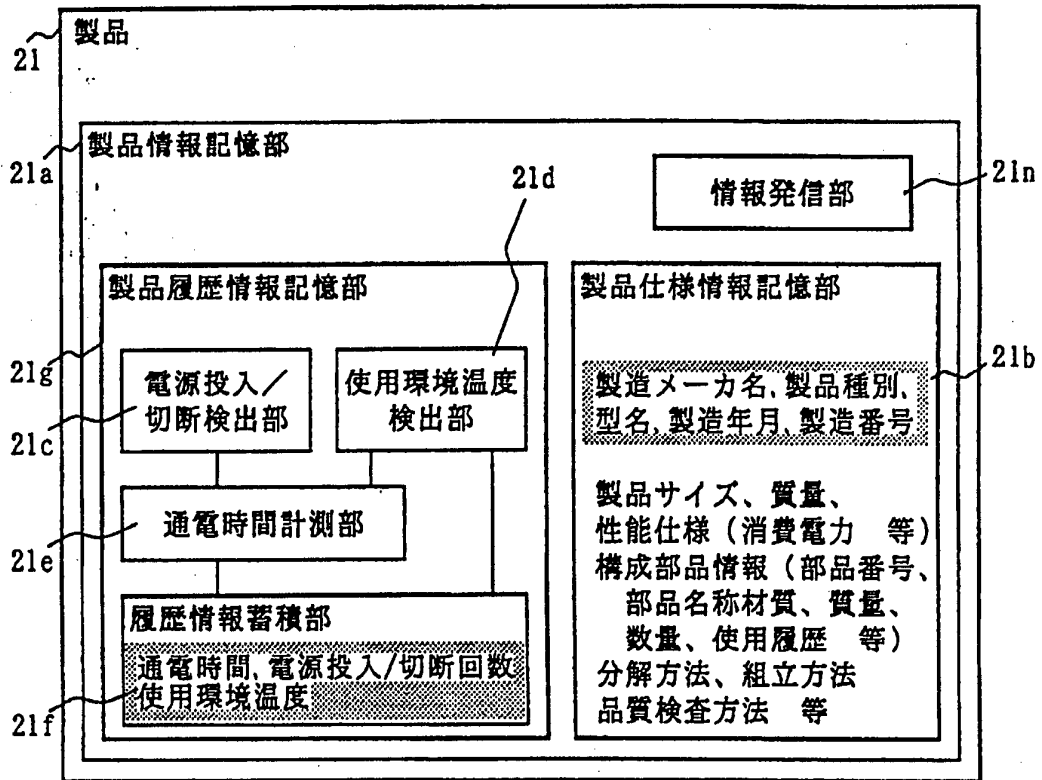 製品
21
製品情報記憶部
21a
21d
21n
情報発信部
製品履歴情報記憶部
21g
電源投入／
切断検出部
21c
使用環境温度
検出部
通電時間計測部
21e
履歴情報蓄積部
通電時間,電源投入/切断回数
使用環境温度
21f
製品仕様情報記憶部
21b
製造メーカ名,製品種別、
型名,製造年月,製造番号
製品サイズ、質量、
性能仕様（消費電力　等）
構成部品情報（部品番号、
部品名称材質、質量、
数量、使用履歴　等）
分解方法、組立方法
品質検査方法　等